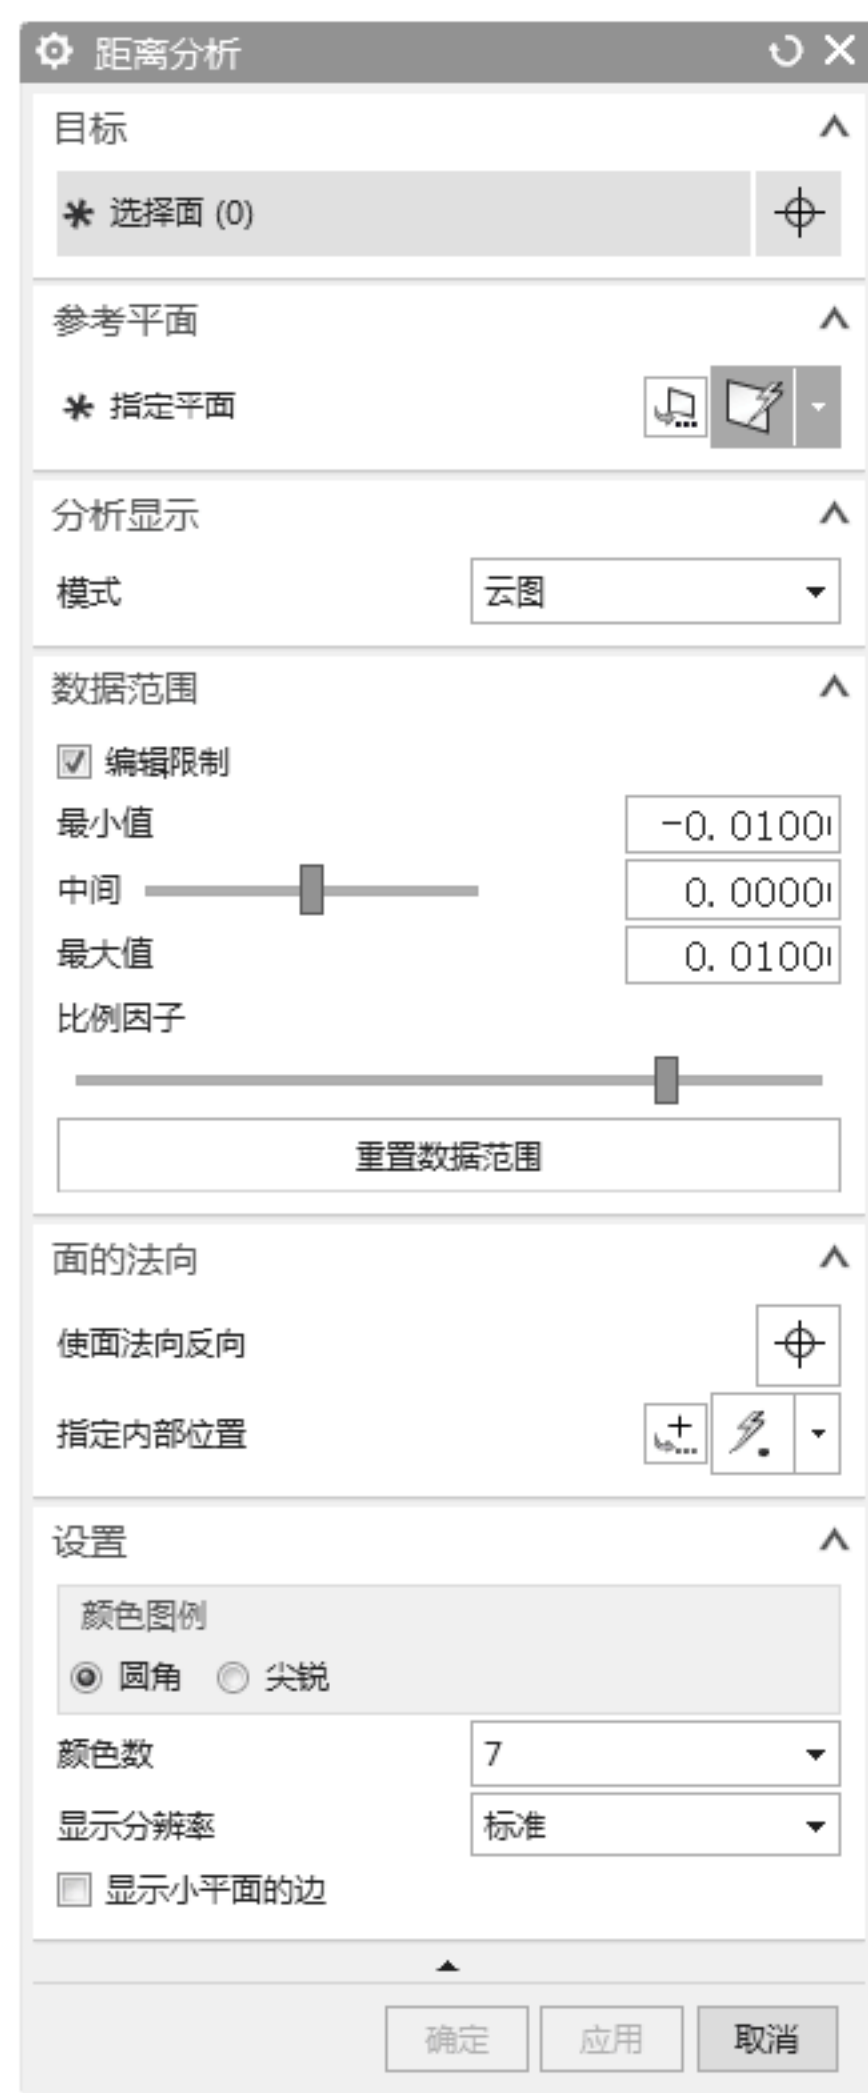 距离分析
目标
* 选择面 (0)
参考平面
* 指定平面
分析显示
模式 云图
数据范围
编辑限制
最小值 -0.0100
中间 0.0000
最大值 0.0100
比例因子
重置数据范围
面的法向
使面法向反向
指定内部位置
设置
颜色图例
圆角 尖锐
颜色数 7
显示分辨率 标准
显示小平面的边
确定 应用 取消